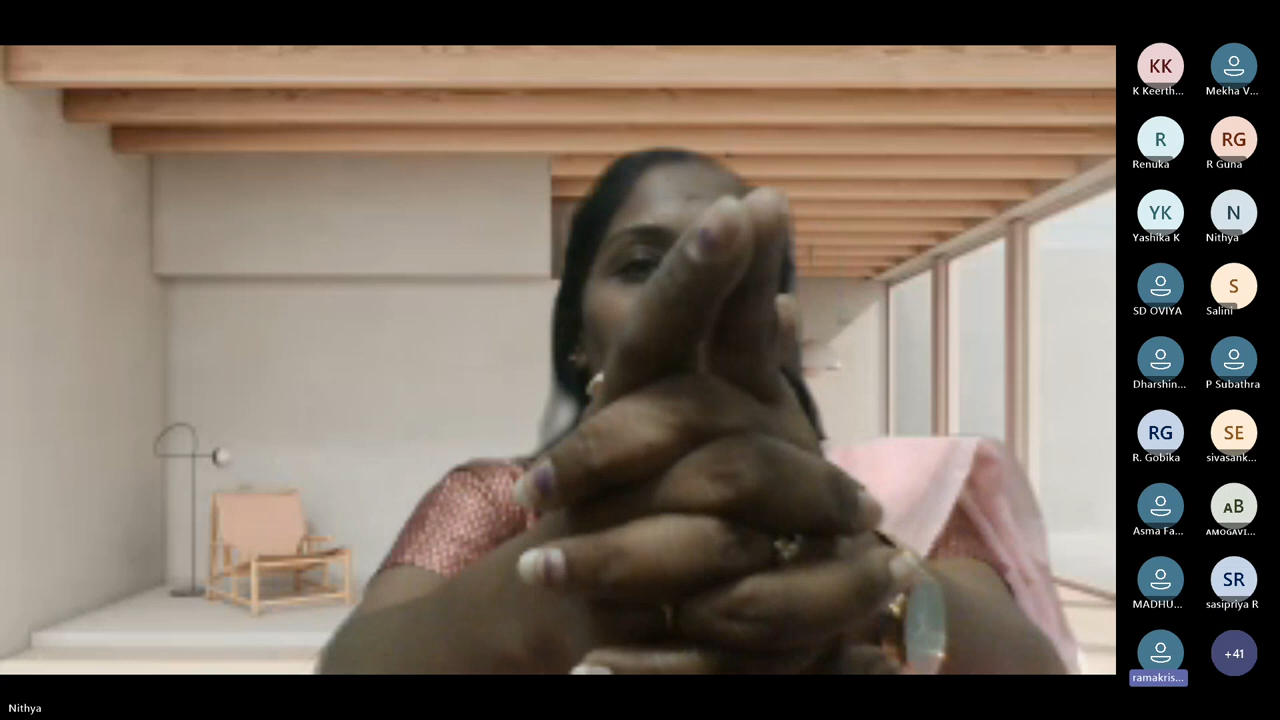 KK
K Keerth...
Mekha V...
R
Renuka
RG
R Guna
YK
Yashika K
N
Nithya
SD OVIYA
S
Salini
Dharshin...
P Subathra
RG
R. Gobika
SE
sivasank...
Asma Fa...
AB
AMOGAVI...
MADHU...
SR
sasipriya R
ramakris...
+41
Nithya